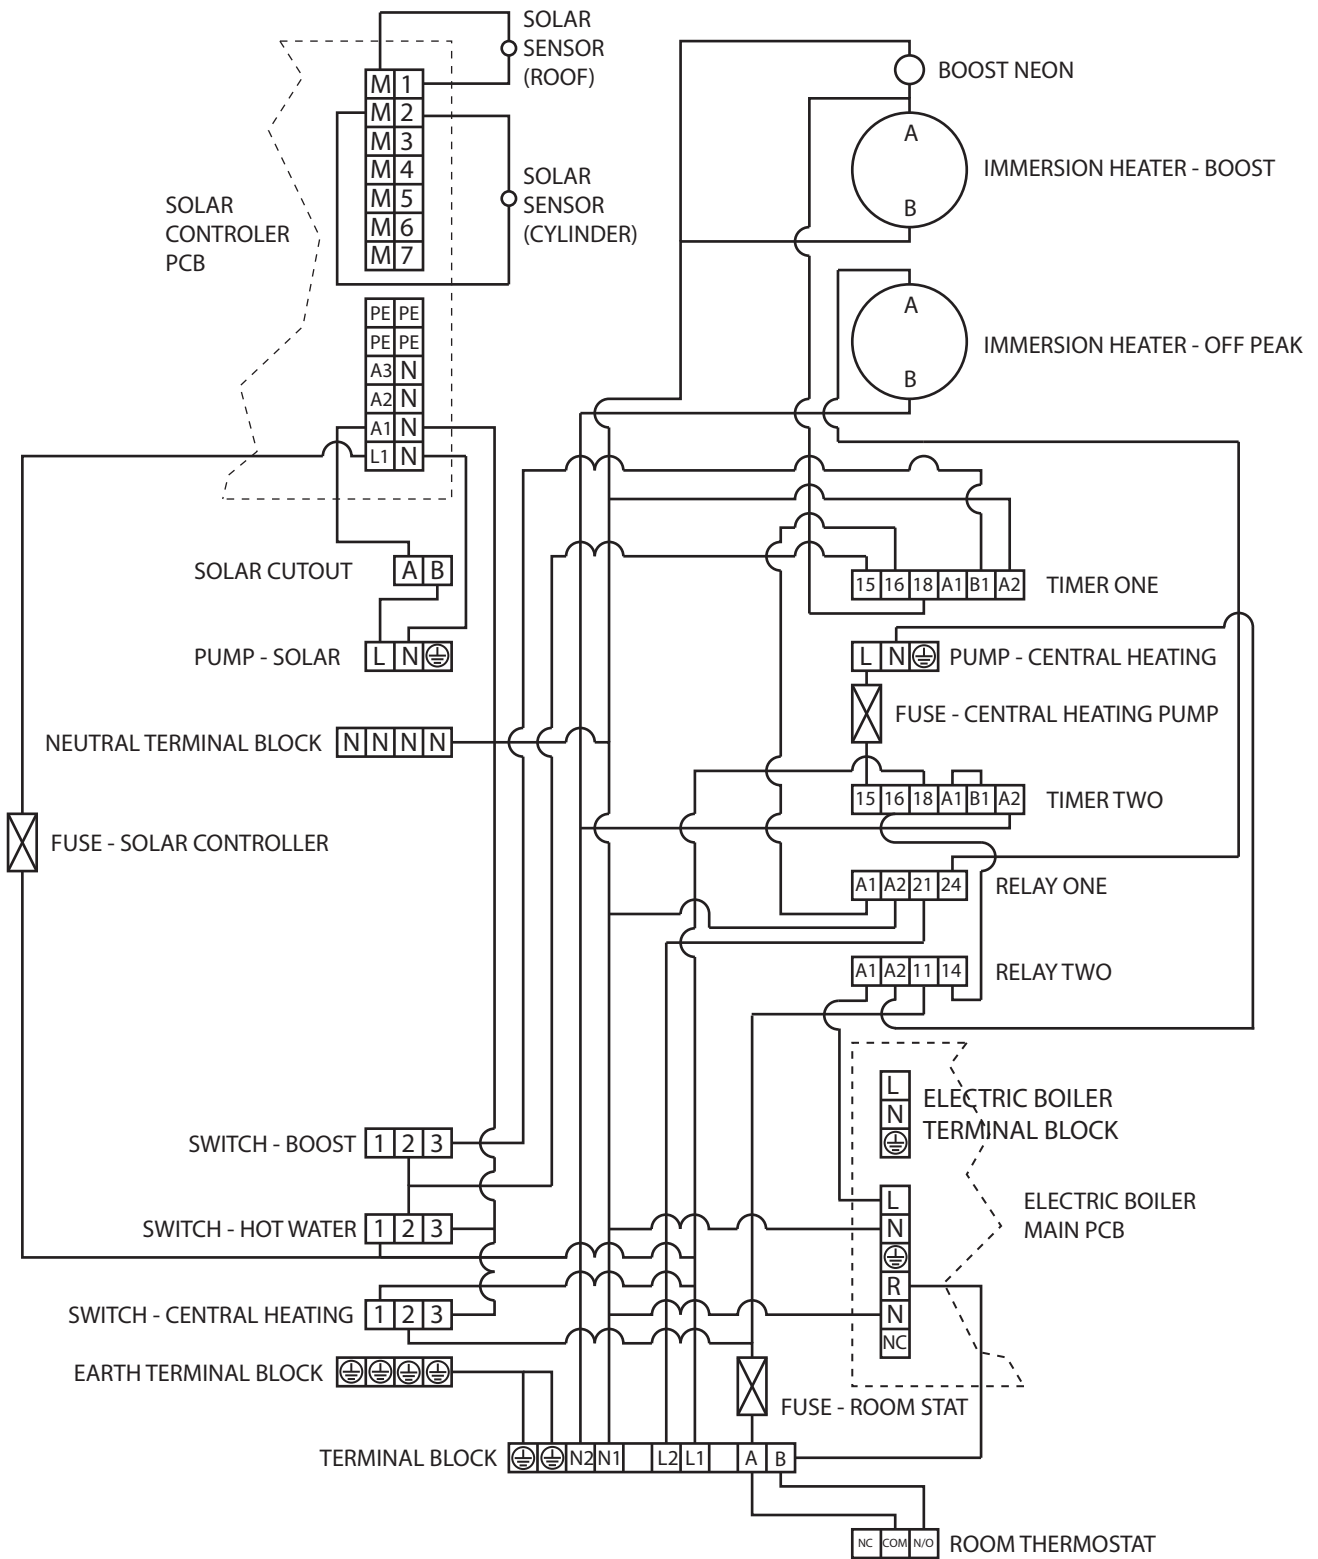 SOLAR
SENSOR
(ROOF)
BOOST NEON
M 1
M 2
M 3
M 4
M 5
M 6
M 7
A
B
IMMERSION HEATER - BOOST
SOLAR
SENSOR
(CYLINDER)
SOLAR
CONTROLER
PCB
PE PE
PE PE
A3 N
A2 N
A1 N
L1 N
A
B
IMMERSION HEATER - OFF PEAK
SOLAR CUTOUT A B
15 16 18 A1 B1 A2 TIMER ONE
PUMP - SOLAR L N
L N PUMP - CENTRAL HEATING
FUSE - CENTRAL HEATING PUMP
NEUTRAL TERMINAL BLOCK N N N N
15 16 18 A1 B1 A2 TIMER TWO
FUSE - SOLAR CONTROLLER
A1 A2 21 24 RELAY ONE
A1 A2 11 14 RELAY TWO
L
N
ELECTRIC BOILER
TERMINAL BLOCK
SWITCH - BOOST 1 2 3
SWITCH - HOT WATER 1 2 3
L
N
R
N
NC
ELECTRIC BOILER
MAIN PCB
SWITCH - CENTRAL HEATING 1 2 3
EARTH TERMINAL BLOCK
FUSE - ROOM STAT
TERMINAL BLOCK N2 N1 L2 L1 A B
NC COM N/O ROOM THERMOSTAT